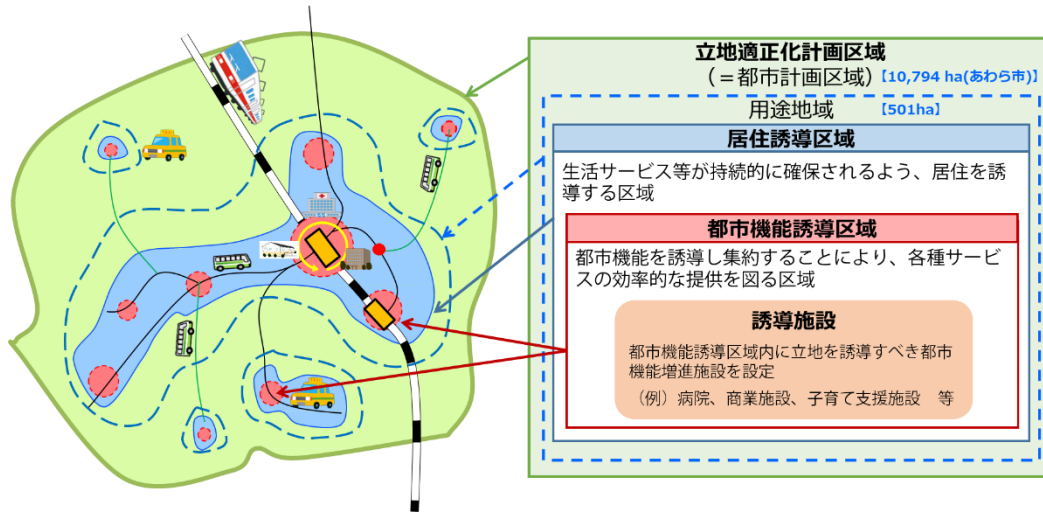 立地適正化計画区域
(=都市計画区域)【10,794 ha(あわら市)】
用途地域 【501ha】
居住誘導区域
生活サービス等が持続的に確保されるよう、居住を誘
導する区域
都市機能誘導区域
都市機能を誘導し集約することにより、各種サービ
スの効率的な提供を図る区域
誘導施設
都市機能誘導区域内に立地を誘導すべき都市
機能増進施設を設定
(例)病院、商業施設、子育て支援施設 等